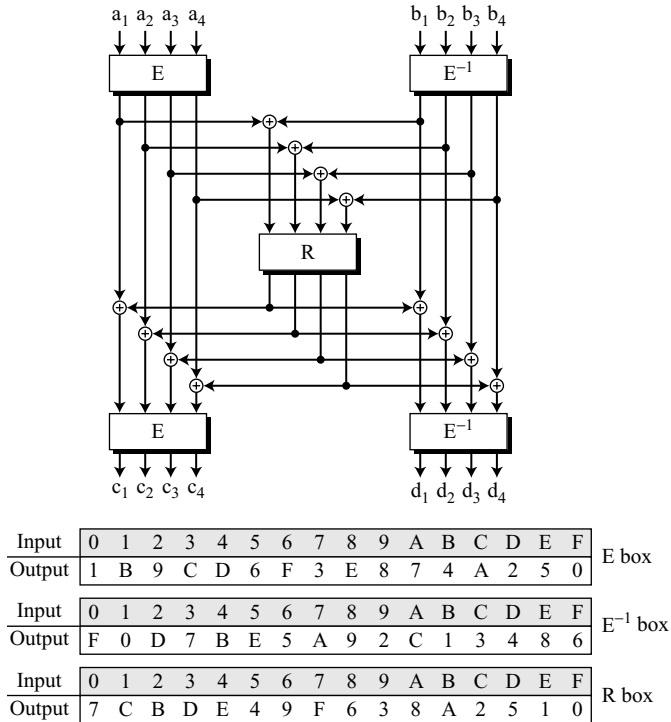 a1 a2 a3 a4 b1 b2 b3 b4
E E−1
R
E E−1
c1 c2 c3 c4 d1 d2 d3 d4
Input 0 1 2 3 4 5 6 7 8 9 A B C D E F
Output 1 B 9 C D 6 F 3 E 8 7 4 A 2 5 0
E box
Input 0 1 2 3 4 5 6 7 8 9 A B C D E F
Output F 0 D 7 B E 5 A 9 2 C 1 3 4 8 6
E−1 box
Input 0 1 2 3 4 5 6 7 8 9 A B C D E F
Output 7 C B D E 4 9 F 6 3 8 A 2 5 1 0
R box